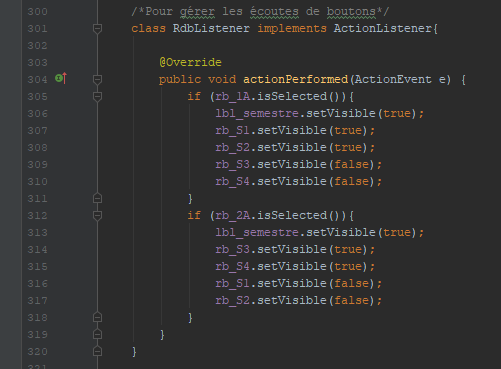 300 /*Pour gérer les écoutes de boutons*/
301 class RdbListener implements ActionListener{
302
303 @Override
304 public void actionPerformed(ActionEvent e) {
305 if (rb_1A.isSelected()){
306 lbl_semestre.setVisible(true);
307 rb_S1.setVisible(true);
308 rb_S2.setVisible(true);
309 rb_S3.setVisible(false);
310 rb_S4.setVisible(false);
311 }
312 if (rb_2A.isSelected()){
313 lbl_semestre.setVisible(true);
314 rb_S3.setVisible(true);
315 rb_S4.setVisible(true);
316 rb_S1.setVisible(false);
317 rb_S2.setVisible(false);
318 }
319 }
320 }
321